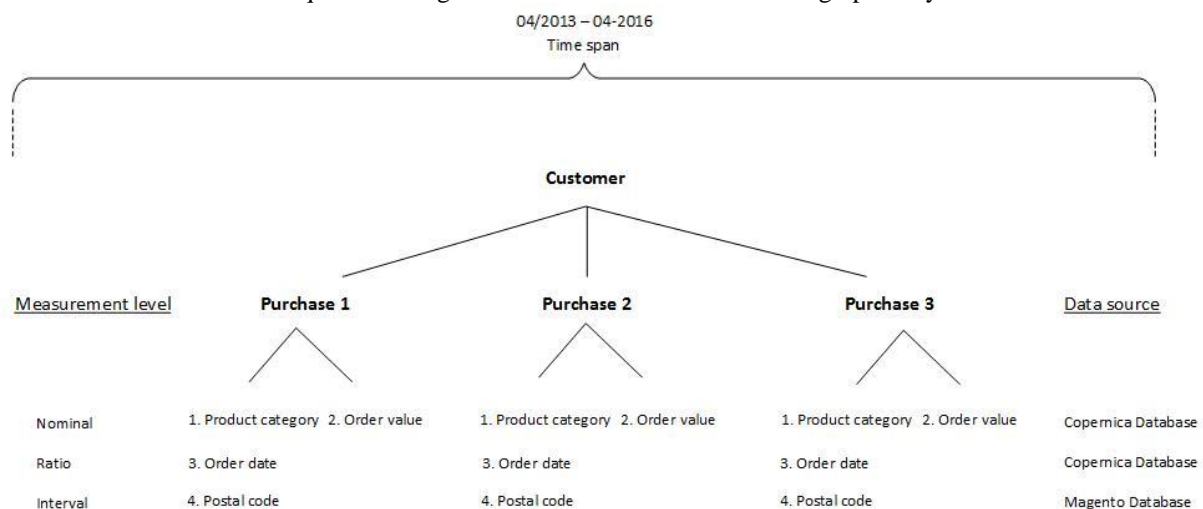 04/2013 – 04-2016
Time span
Customer
Measurement level Purchase 1 Purchase 2 Purchase 3 Data source
Nominal 1. Product category 2. Order value 1. Product category 2. Order value 1. Product category 2. Order value Copernica Database
Ratio 3. Order date 3. Order date 3. Order date Copernica Database
Interval 4. Postal code 4. Postal code 4. Postal code Magento Database